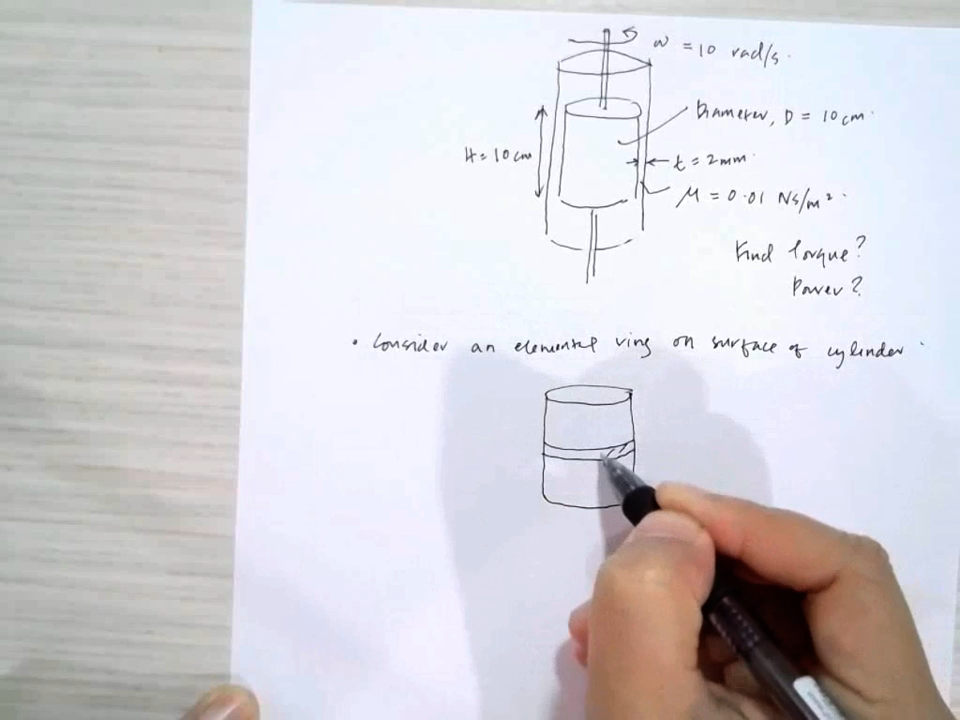 ω = 10 rad/s.
Diameter, D = 10 cm.
H = 10 cm
t = 2 mm.
μ = 0.01 Ns/m².
Find Torque?
Power?
• Consider an elemental ring on surface of cylinder.